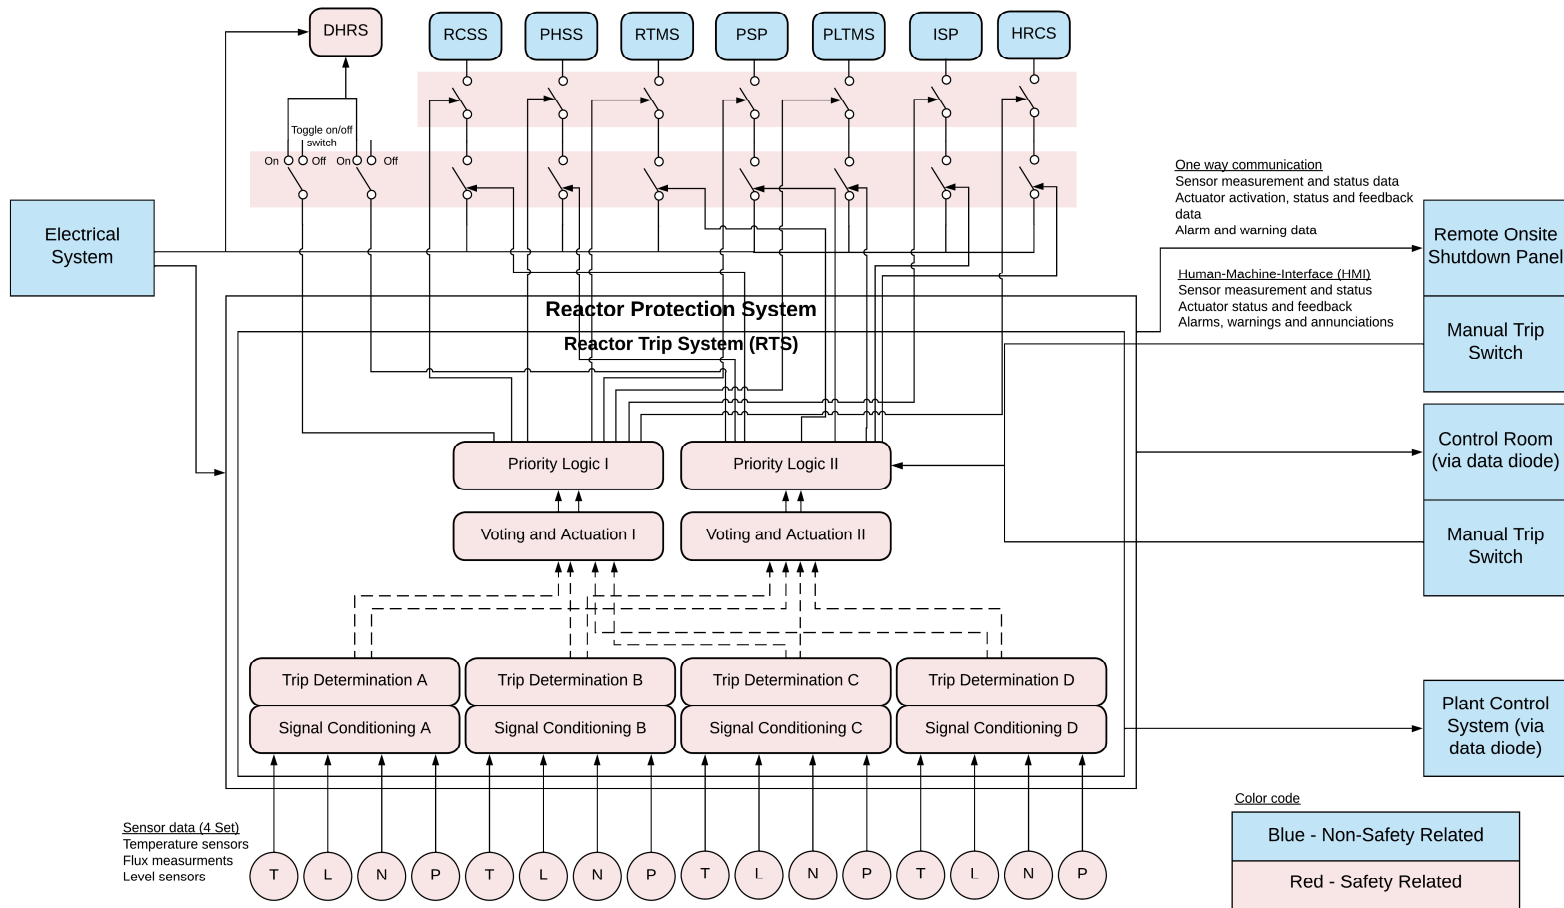 DHRS
RCSS
PHSS
RTMS
PSP
PLTMS
ISP
HRCS
Toggle on/off
switch
On
Off
On
Off
Electrical
System
One way communication
Sensor measurement and status data
Actuator activation, status and feedback
data
Alarm and warning data
Human-Machine-Interface (HMI)
Sensor measurement and status
Actuator status and feedback
Alarms, warnings and annunciations
Remote Onsite
Shutdown Panel
Manual Trip
Switch
Control Room
(via data diode)
Manual Trip
Switch
Plant Control
System (via
data diode)
Reactor Protection System
Reactor Trip System (RTS)
Priority Logic I
Priority Logic II
Voting and Actuation I
Voting and Actuation II
Trip Determination A
Trip Determination B
Trip Determination C
Trip Determination D
Signal Conditioning A
Signal Conditioning B
Signal Conditioning C
Signal Conditioning D
Sensor data (4 Set)
Temperature sensors
Flux measurments
Level sensors
T
L
N
P
T
L
N
P
T
L
N
P
T
L
N
P
Color code
Blue - Non-Safety Related
Red - Safety Related